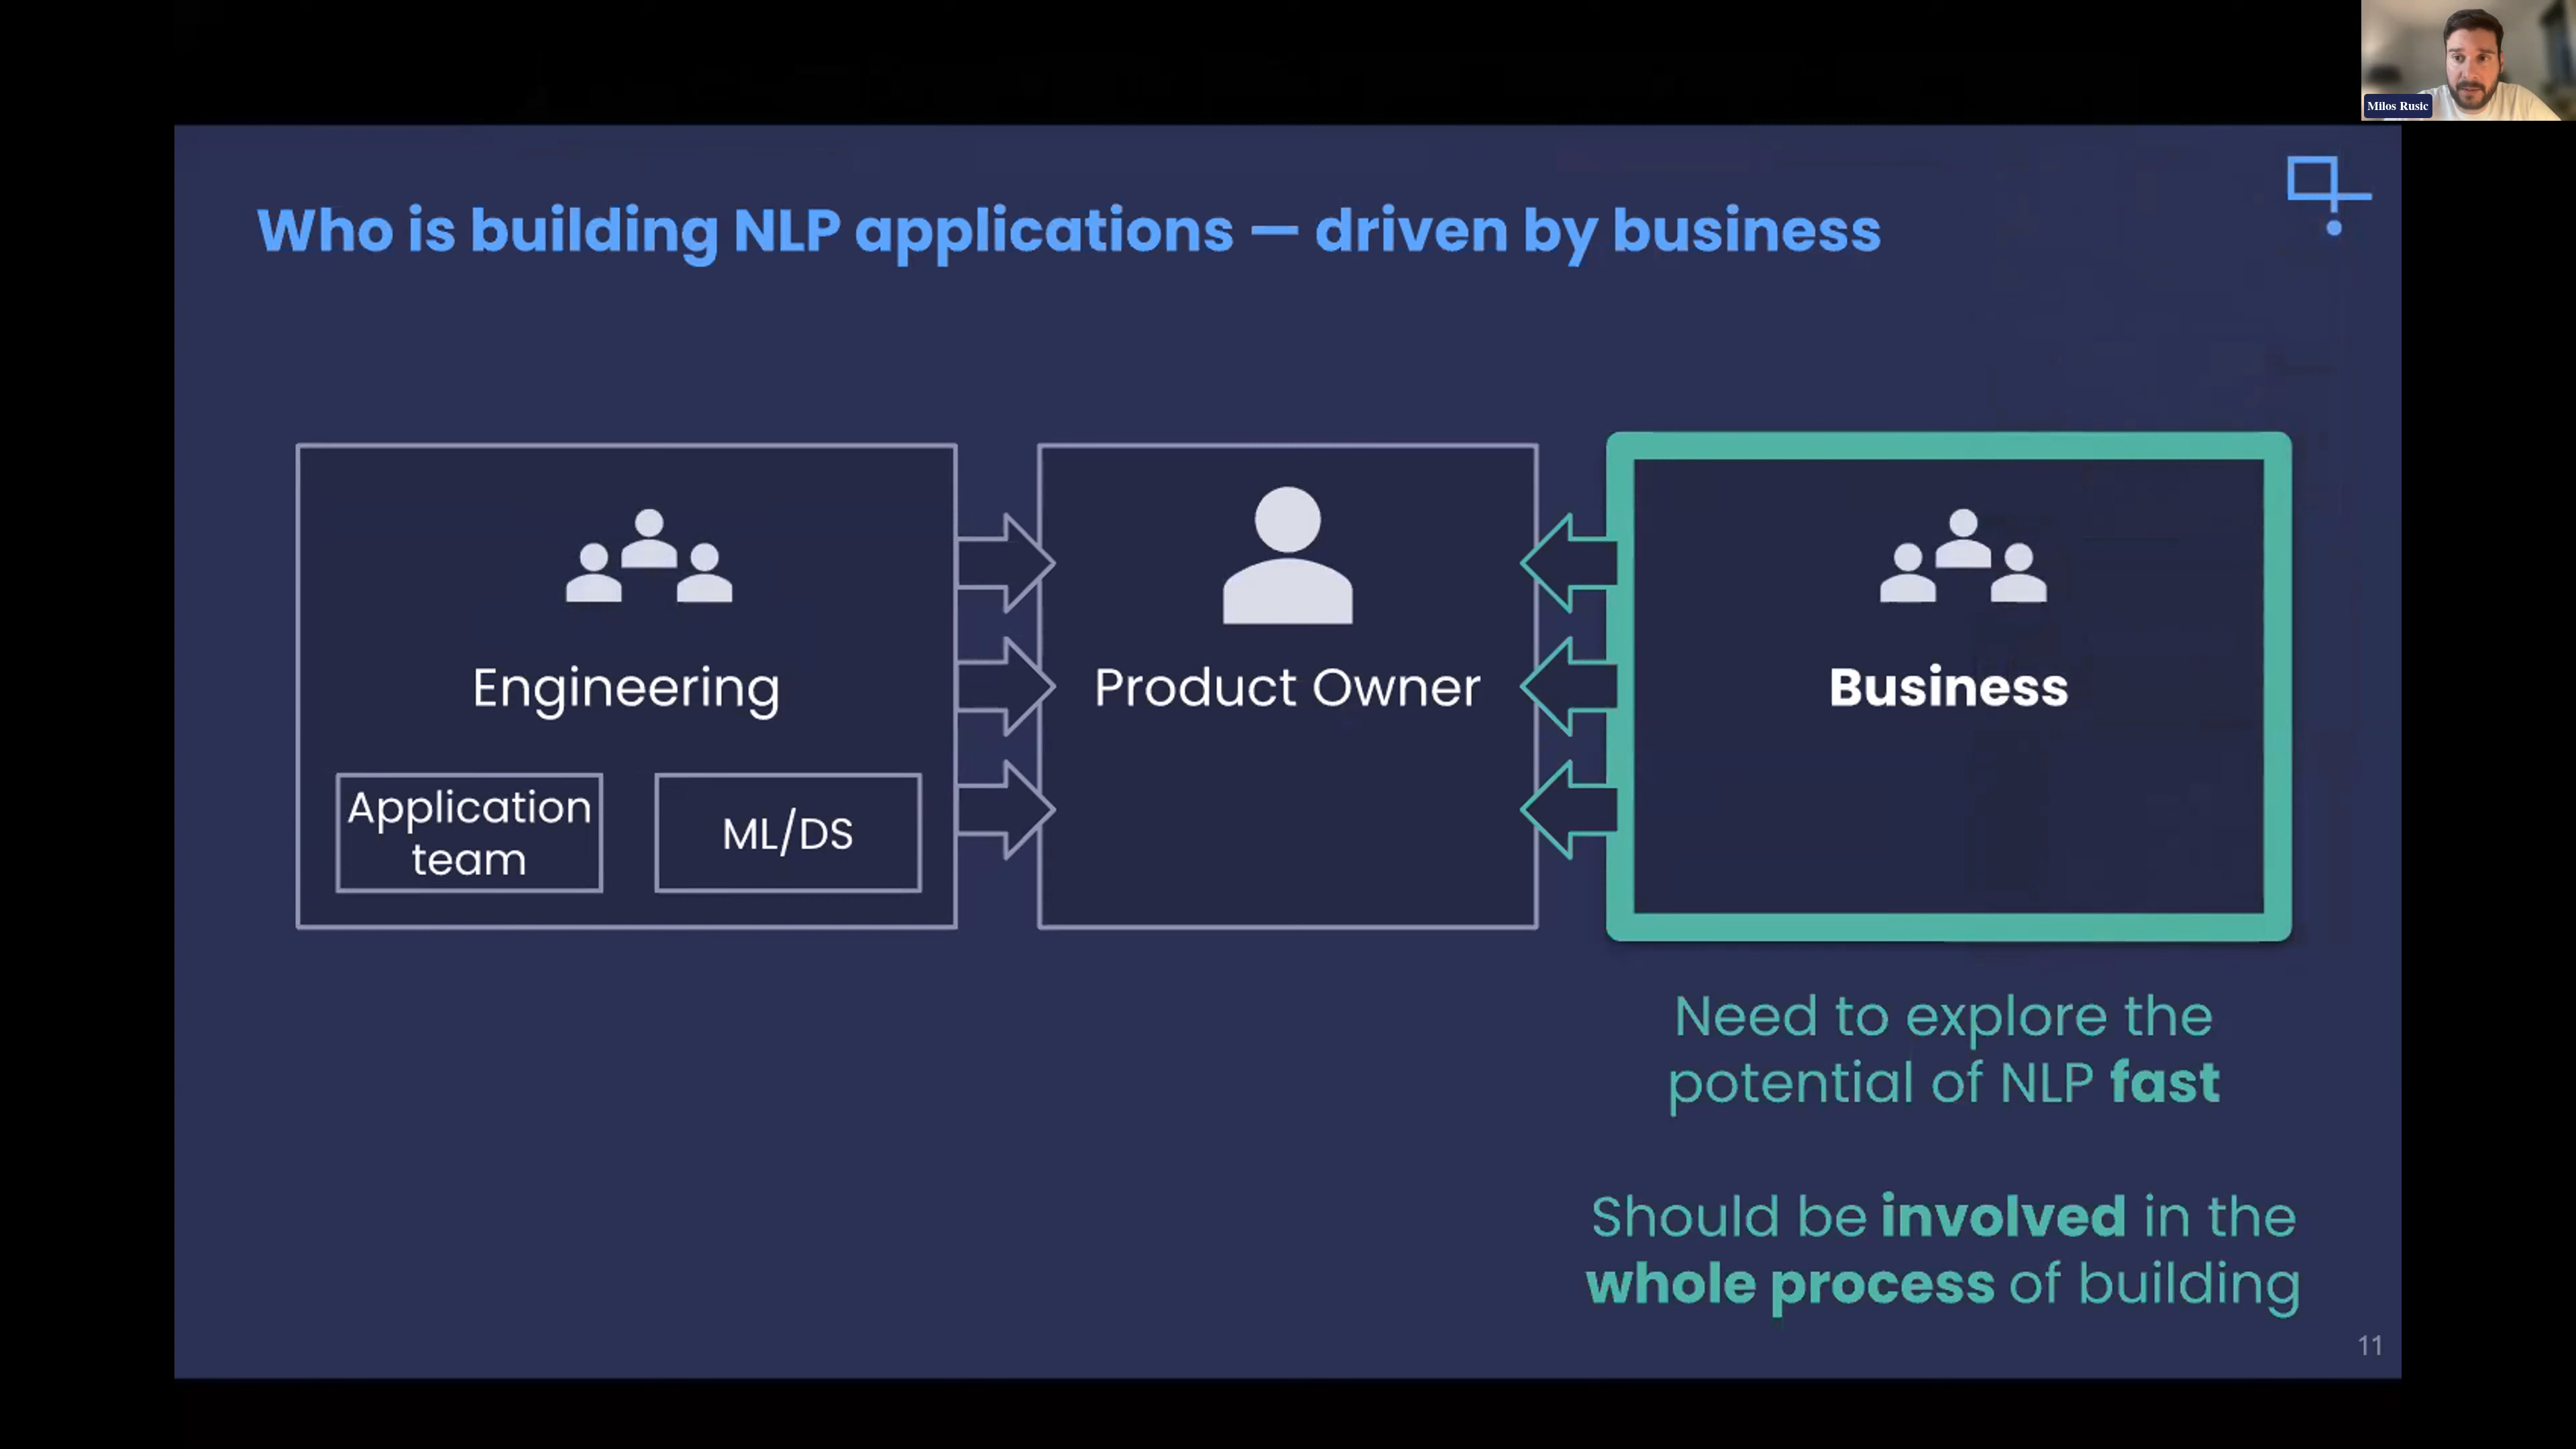 Milos Rusic
Who is building NLP applications — driven by business
Engineering
Application
team
ML/DS
Product Owner
Business
Need to explore the
potential of NLP fast
Should be involved in the
whole process of building
11